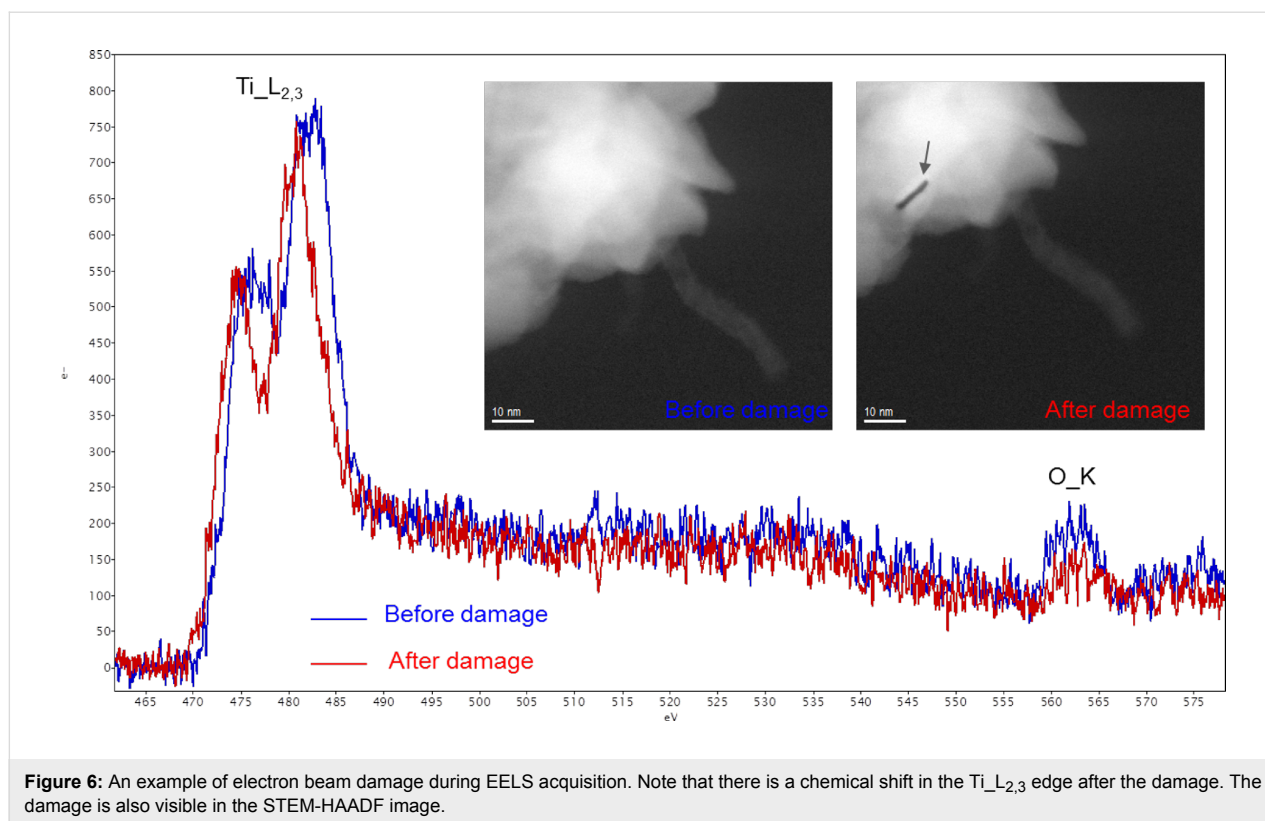 850
800
750
700
650
600
550
500
450
400
350
300
250
200
150
100
50
0
e-
Ti_L2,3
10 nm
Before damage
10 nm
After damage
O_K
Before damage
After damage
465 470 475 480 485 490 495 500 505 510 515 520 525 530 535 540 545 550 555 560 565 570 575
eV
Figure 6: An example of electron beam damage during EELS acquisition. Note that there is a chemical shift in the Ti_L2,3 edge after the damage. The
damage is also visible in the STEM-HAADF image.